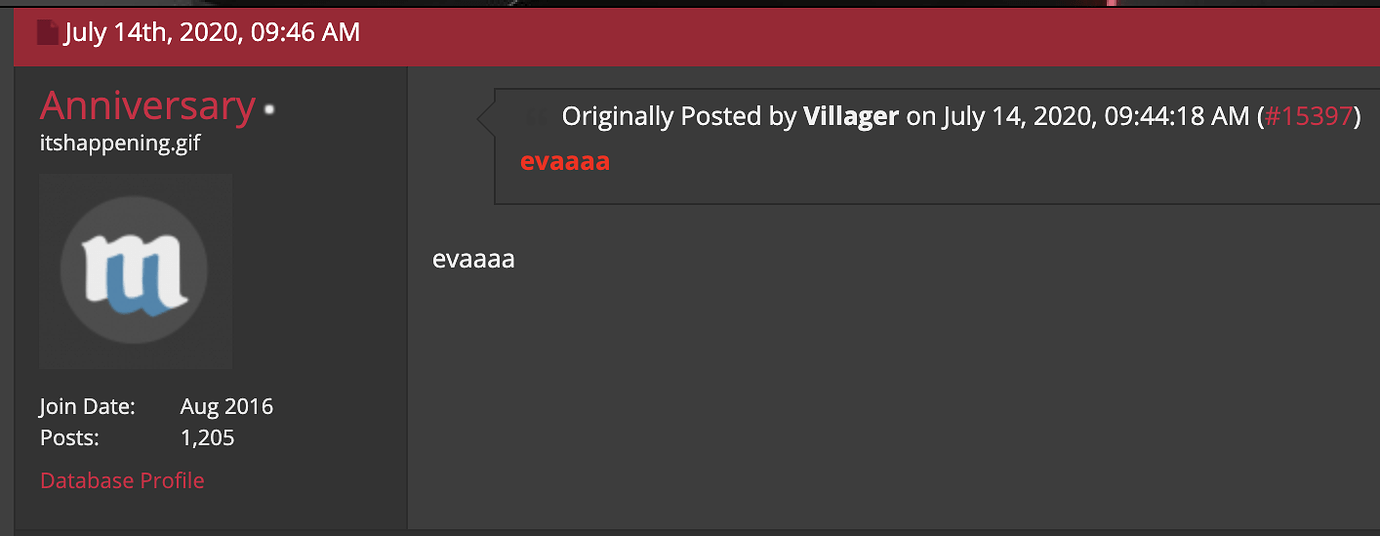 July 14th, 2020, 09:46 AM
Anniversary
itshappening.gif
Originally Posted by Villager on July 14, 2020, 09:44:18 AM (#15397)
evaaaa
evaaaa
mu
Join Date: Aug 2016
Posts: 1,205
Database Profile